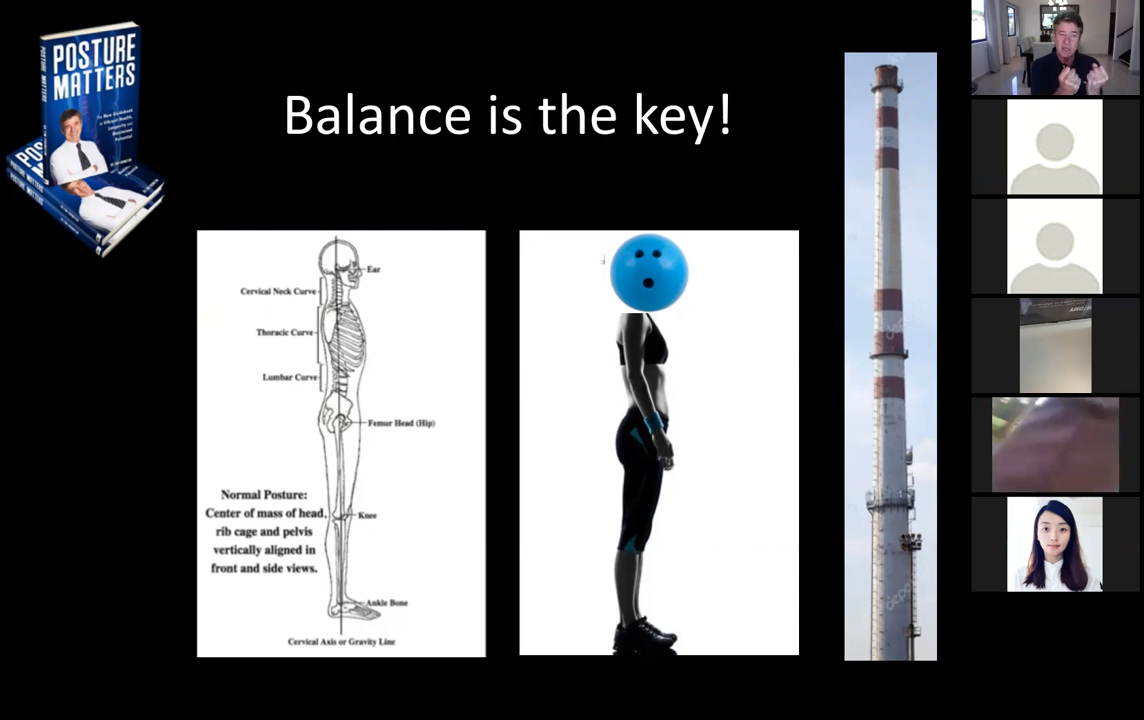 POSTURE
MATTERS
Balance is the key!
Ear
Cervical Neck Curve
Thoracic Curve
Lumbar Curve
Femur Head (Hip)
Normal Posture:
Center of mass of head,
rib cage and pelvis
vertically aligned in
front and side views.
Knee
Ankle Bone
Cervical Axis or Gravity Line